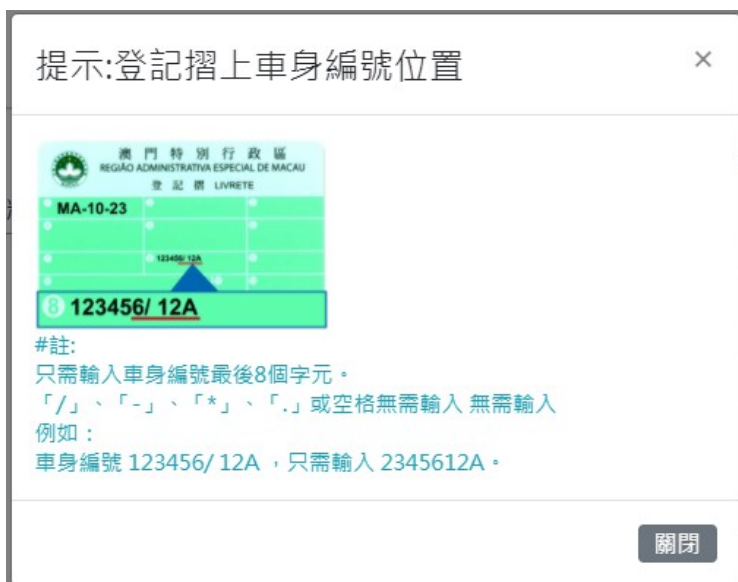 提示:登記摺上車身編號位置
×
澳門特別行政區
REGIÃO ADMINISTRATIVA ESPECIAL DE MACAU
登記摺 LIVRETE
MA-10-23
123456/ 12A
8 123456/ 12A
#註:
只需輸入車身編號最後8個字元。
「/」、「-」、「*」、「.」或空格無需輸入 無需輸入
例如：
車身編號 123456/ 12A ，只需輸入 2345612A。
關閉